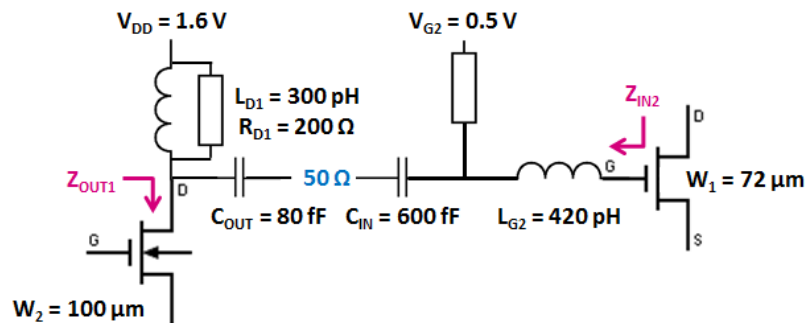 V_DD = 1.6 V
V_G2 = 0.5 V
L_D1 = 300 pH
R_D1 = 200 Ω
Z_IN2
D
Z_OUT1
D
50 Ω
G
W_1 = 72 µm
C_OUT = 80 fF
C_IN = 600 fF
L_G2 = 420 pH
G
S
W_2 = 100 µm